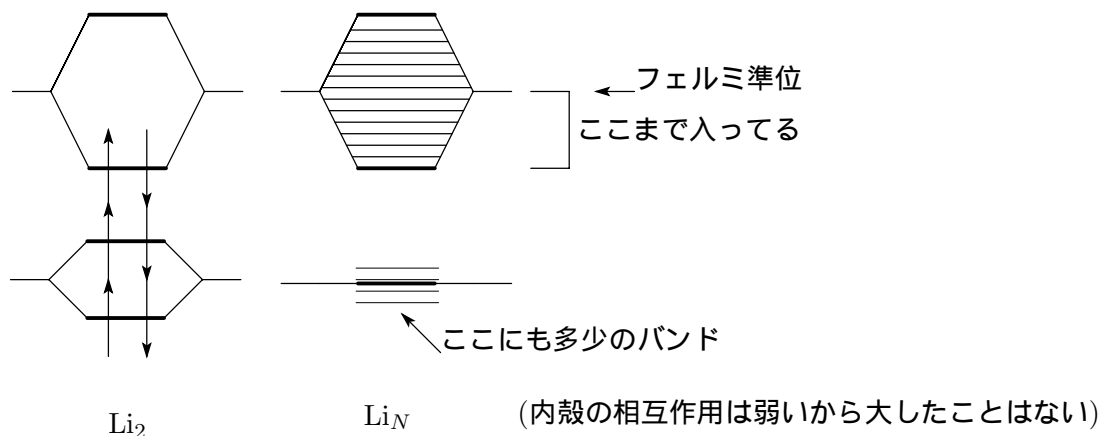 フェルミ準位
ここまで入ってる
ここにも多少のバンド
Li₂
Li_N
(内殻の相互作用は弱いから大したことはない)